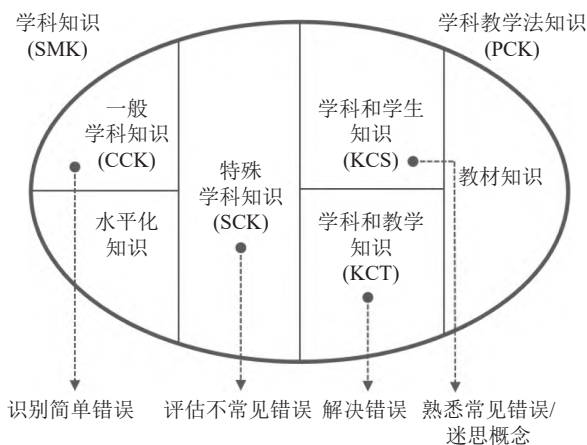 学科知识
(SMK)
学科教学法知识
(PCK)
一般
学科知识
(CCK)
水平化
知识
特殊
学科知识
(SCK)
学科和学生
知识
(KCS)
学科和教学
知识
(KCT)
教材知识
识别简单错误
评估不常见错误
解决错误
熟悉常见错误/
迷思概念